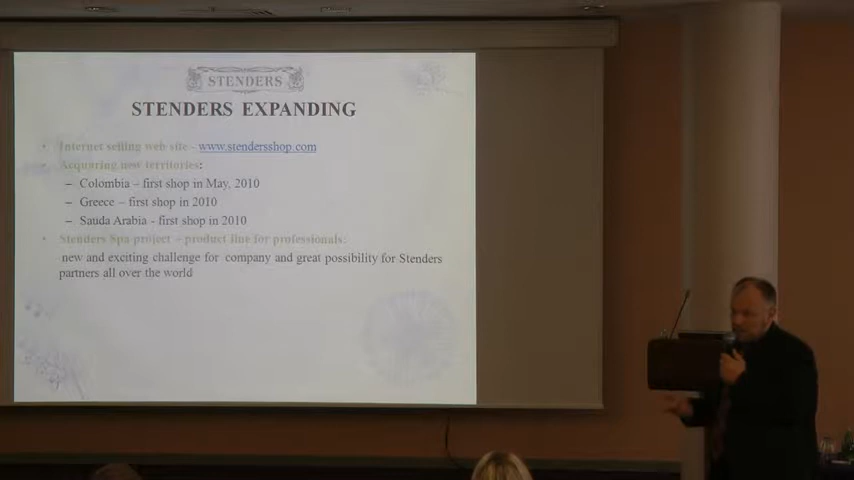 STENDERS
STENDERS EXPANDING
• Internet selling web site - www.stendersshop.com
• Acquiring new territories:
– Colombia – first shop in May, 2010
– Greece – first shop in 2010
– Sauda Arabia - first shop in 2010
• Stenders Spa project – product line for professionals:
new and exciting challenge for company and great possibility for Stenders
partners all over the world